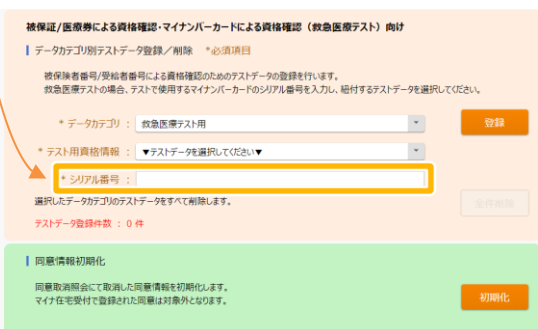 被保証/医療券による資格確認･マイナンバーカードによる資格確認（救急医療テスト）向け
データカテゴリ別テストデータ登録／削除 *必須項目
被保険者番号/受給者番号による資格確認のためのテストデータの登録を行います。
救急医療テストの場合、テストで使用するマイナンバーカードのシリアル番号を入力し、紐付するテストデータを選択してください。
* データカテゴリ ： 救急医療テスト用 登録
* テスト用資格情報 ： ▼テストデータを選択してください▼
* シリアル番号 ：
選択したデータカテゴリのテストデータをすべて削除します。 全件削除
テストデータ登録件数 ： 0 件
同意情報初期化
同意取消照会にて取消した同意情報を初期化します。
マイナ在宅受付で登録された同意は対象外となります。 初期化